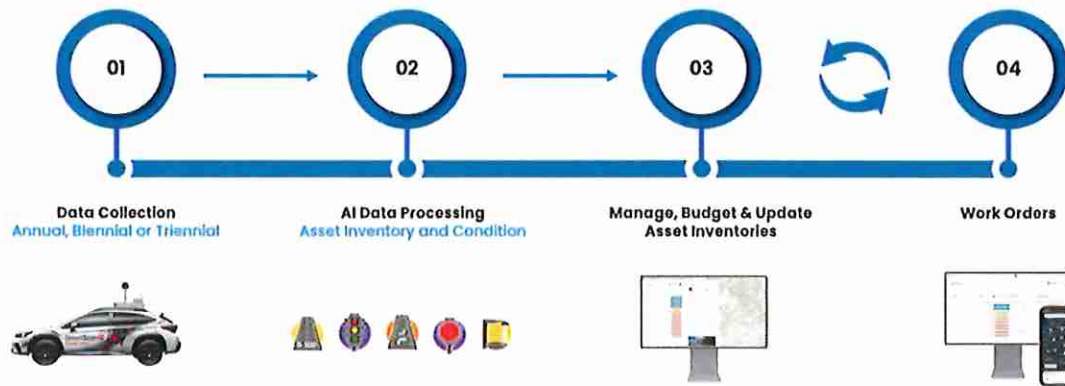 01
02
03
04
Data Collection
Annual, Biennial or Triennial
AI Data Processing
Asset Inventory and Condition
Manage, Budget & Update
Asset Inventories
Work Orders